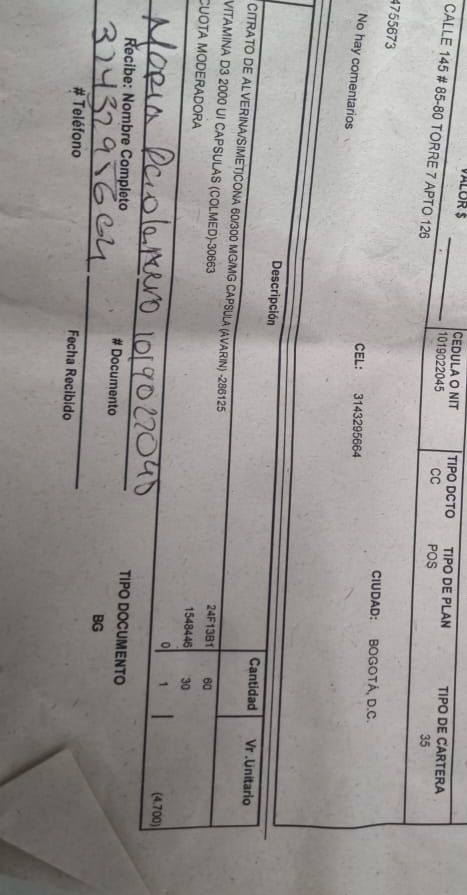 VALOR $
CALLE 145 # 85-80 TORRE 7 APTO 126
CEDULA O NIT TIPO DCTO TIPO DE PLAN TIPO DE CARTERA
1019022045 CC POS 35
4755673
CIUDAD: BOGOTÁ, D.C.
No hay comentarios CEL: 3143295664
Descripción Cantidad Vr .Unitario
CITRATO DE ALVERINA/SIMETICONA 60/300 MG/MG CAPSULA (AVARIN) -286125 24F13B1 60
VITAMINA D3 2000 UI CAPSULAS (COLMED)-30663 1548446 30
CUOTA MODERADORA 0 1 (4.700)
1019022045
Recibe: Nombre Completo # Documento TIPO DOCUMENTO
BG
# Teléfono Fecha Recibido